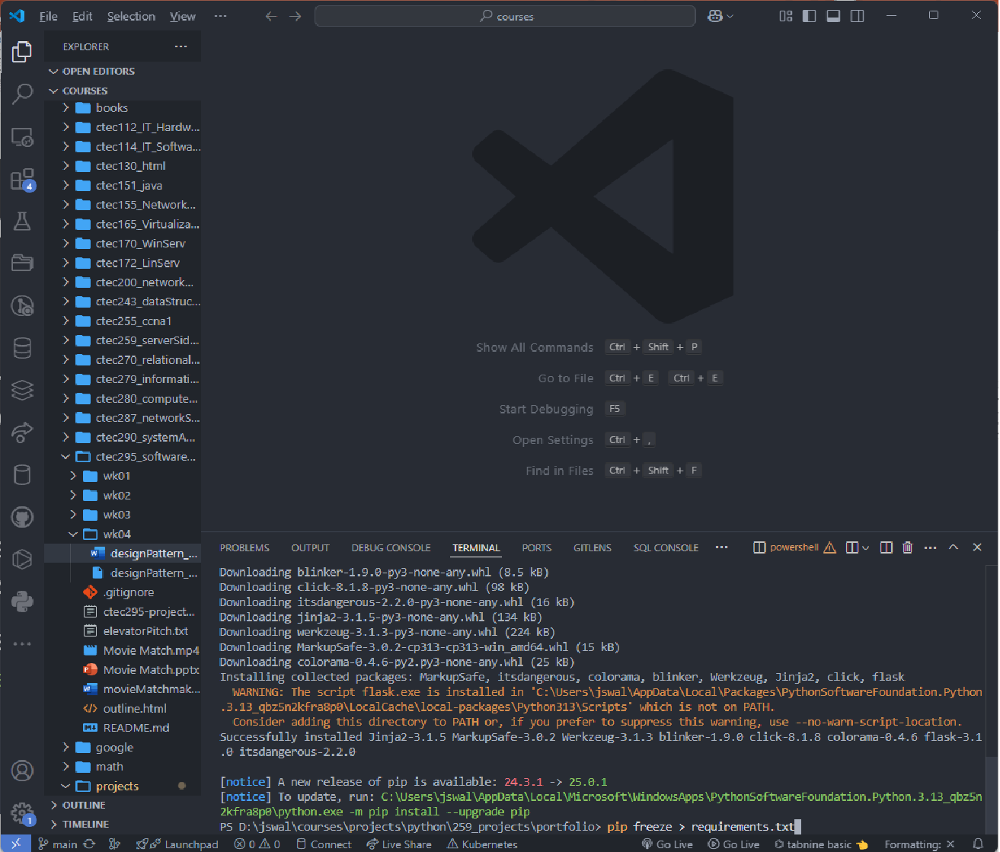 File Edit Selection View ··· courses
EXPLORER ···
OPEN EDITORS
COURSES
books
ctec112_IT_Hardw...
ctec114_IT_Softwa...
ctec130_html
ctec151_java
ctec155_Network...
ctec165_Virtualiza...
ctec170_WinServ
ctec172_LinServ
ctec200_network...
ctec243_dataStruc...
ctec255_ccna1
ctec259_serverSid...
ctec270_relational...
ctec279_informati...
ctec280_compute...
ctec287_networkS...
ctec290_systemA...
ctec295_software...
wk01
wk02
wk03
wk04
designPattern_...
designPattern_...
.gitignore
ctec295-project...
elevatorPitch.txt
Movie Match.mp4
Movie Match.pptx
movieMatchmak...
outline.html
README.md
google
math
projects
OUTLINE
TIMELINE
4
1
Show All Commands Ctrl + Shift + P
Go to File Ctrl + E Ctrl + E
Start Debugging F5
Open Settings Ctrl + ,
Find in Files Ctrl + Shift + F
PROBLEMS OUTPUT DEBUG CONSOLE TERMINAL PORTS GITLENS SQL CONSOLE ··· powershell ···
Downloading blinker-1.9.0-py3-none-any.whl (8.5 kB)
Downloading click-8.1.8-py3-none-any.whl (98 kB)
Downloading itsdangerous-2.2.0-py3-none-any.whl (16 kB)
Downloading jinja2-3.1.5-py3-none-any.whl (134 kB)
Downloading werkzeug-3.1.3-py3-none-any.whl (224 kB)
Downloading MarkupSafe-3.0.2-cp313-cp313-win_amd64.whl (15 kB)
Downloading colorama-0.4.6-py2.py3-none-any.whl (25 kB)
Installing collected packages: MarkupSafe, itsdangerous, colorama, blinker, Werkzeug, Jinja2, click, flask
WARNING: The script flask.exe is installed in 'C:\Users\jswal\AppData\Local\Packages\PythonSoftwareFoundation.Python
.3.13_qbz5n2kfra8p0\LocalCache\local-packages\Python313\Scripts' which is not on PATH.
Consider adding this directory to PATH or, if you prefer to suppress this warning, use --no-warn-script-location.
Successfully installed Jinja2-3.1.5 MarkupSafe-3.0.2 Werkzeug-3.1.3 blinker-1.9.0 click-8.1.8 colorama-0.4.6 flask-3.1
.0 itsdangerous-2.2.0
[notice] A new release of pip is available: 24.3.1 -> 25.0.1
[notice] To update, run: C:\Users\jswal\AppData\Local\Microsoft\WindowsApps\PythonSoftwareFoundation.Python.3.13_qbz5n
2kfra8p0\python.exe -m pip install --upgrade pip
PS D:\jswal\courses\projects\python\259_projects\portfolio> pip freeze > requirements.txt
main Launchpad 0 0 Connect Live Share Kubernetes Go Live Go Live tabnine basic Formatting: ×